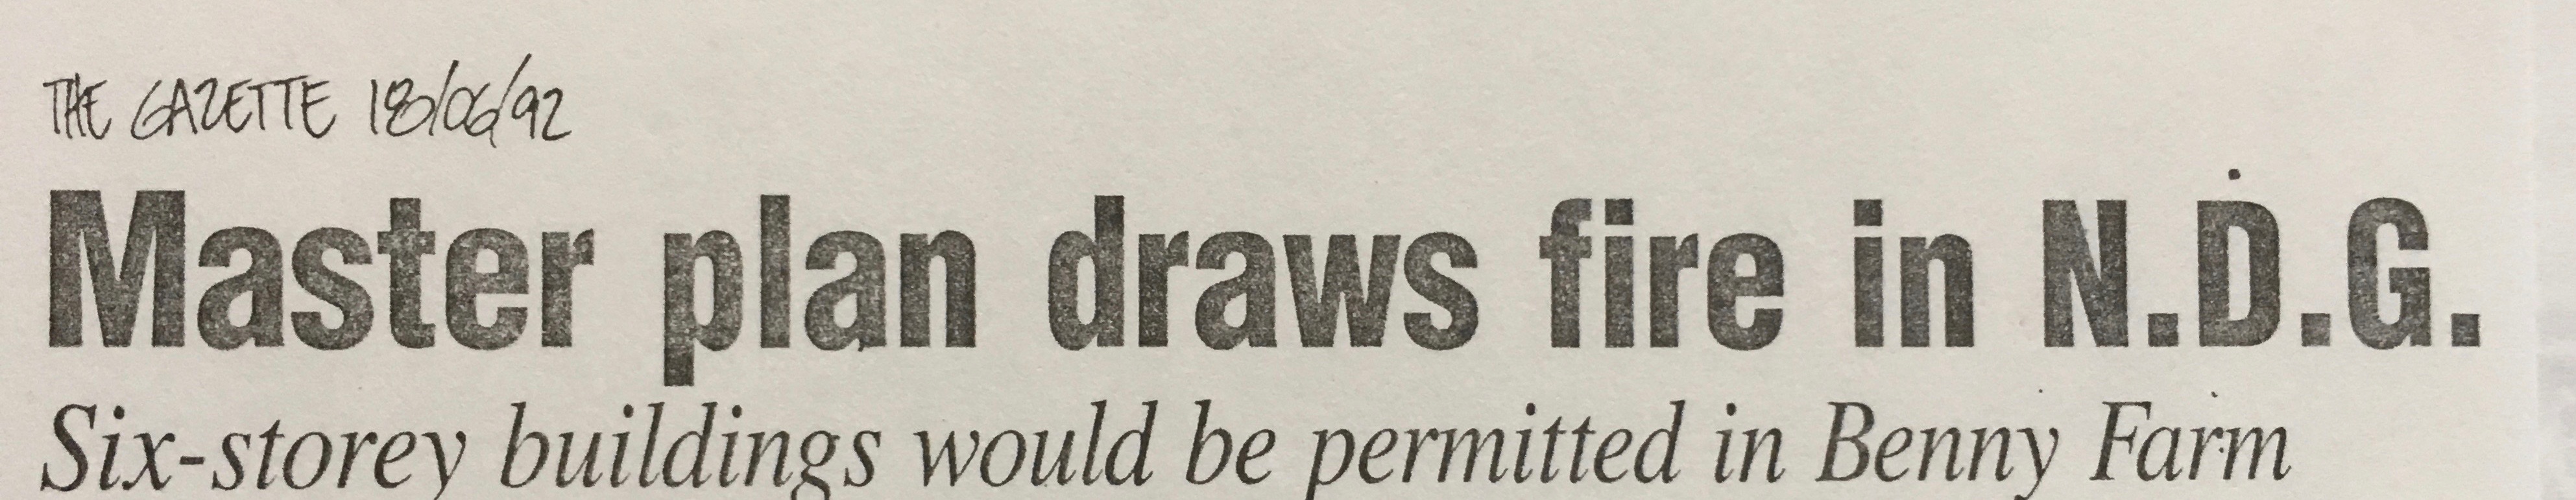 THE GAZETTE 18/06/92
Master plan draws fire in N.D.G.
Six-storey buildings would be permitted in Benny Farm